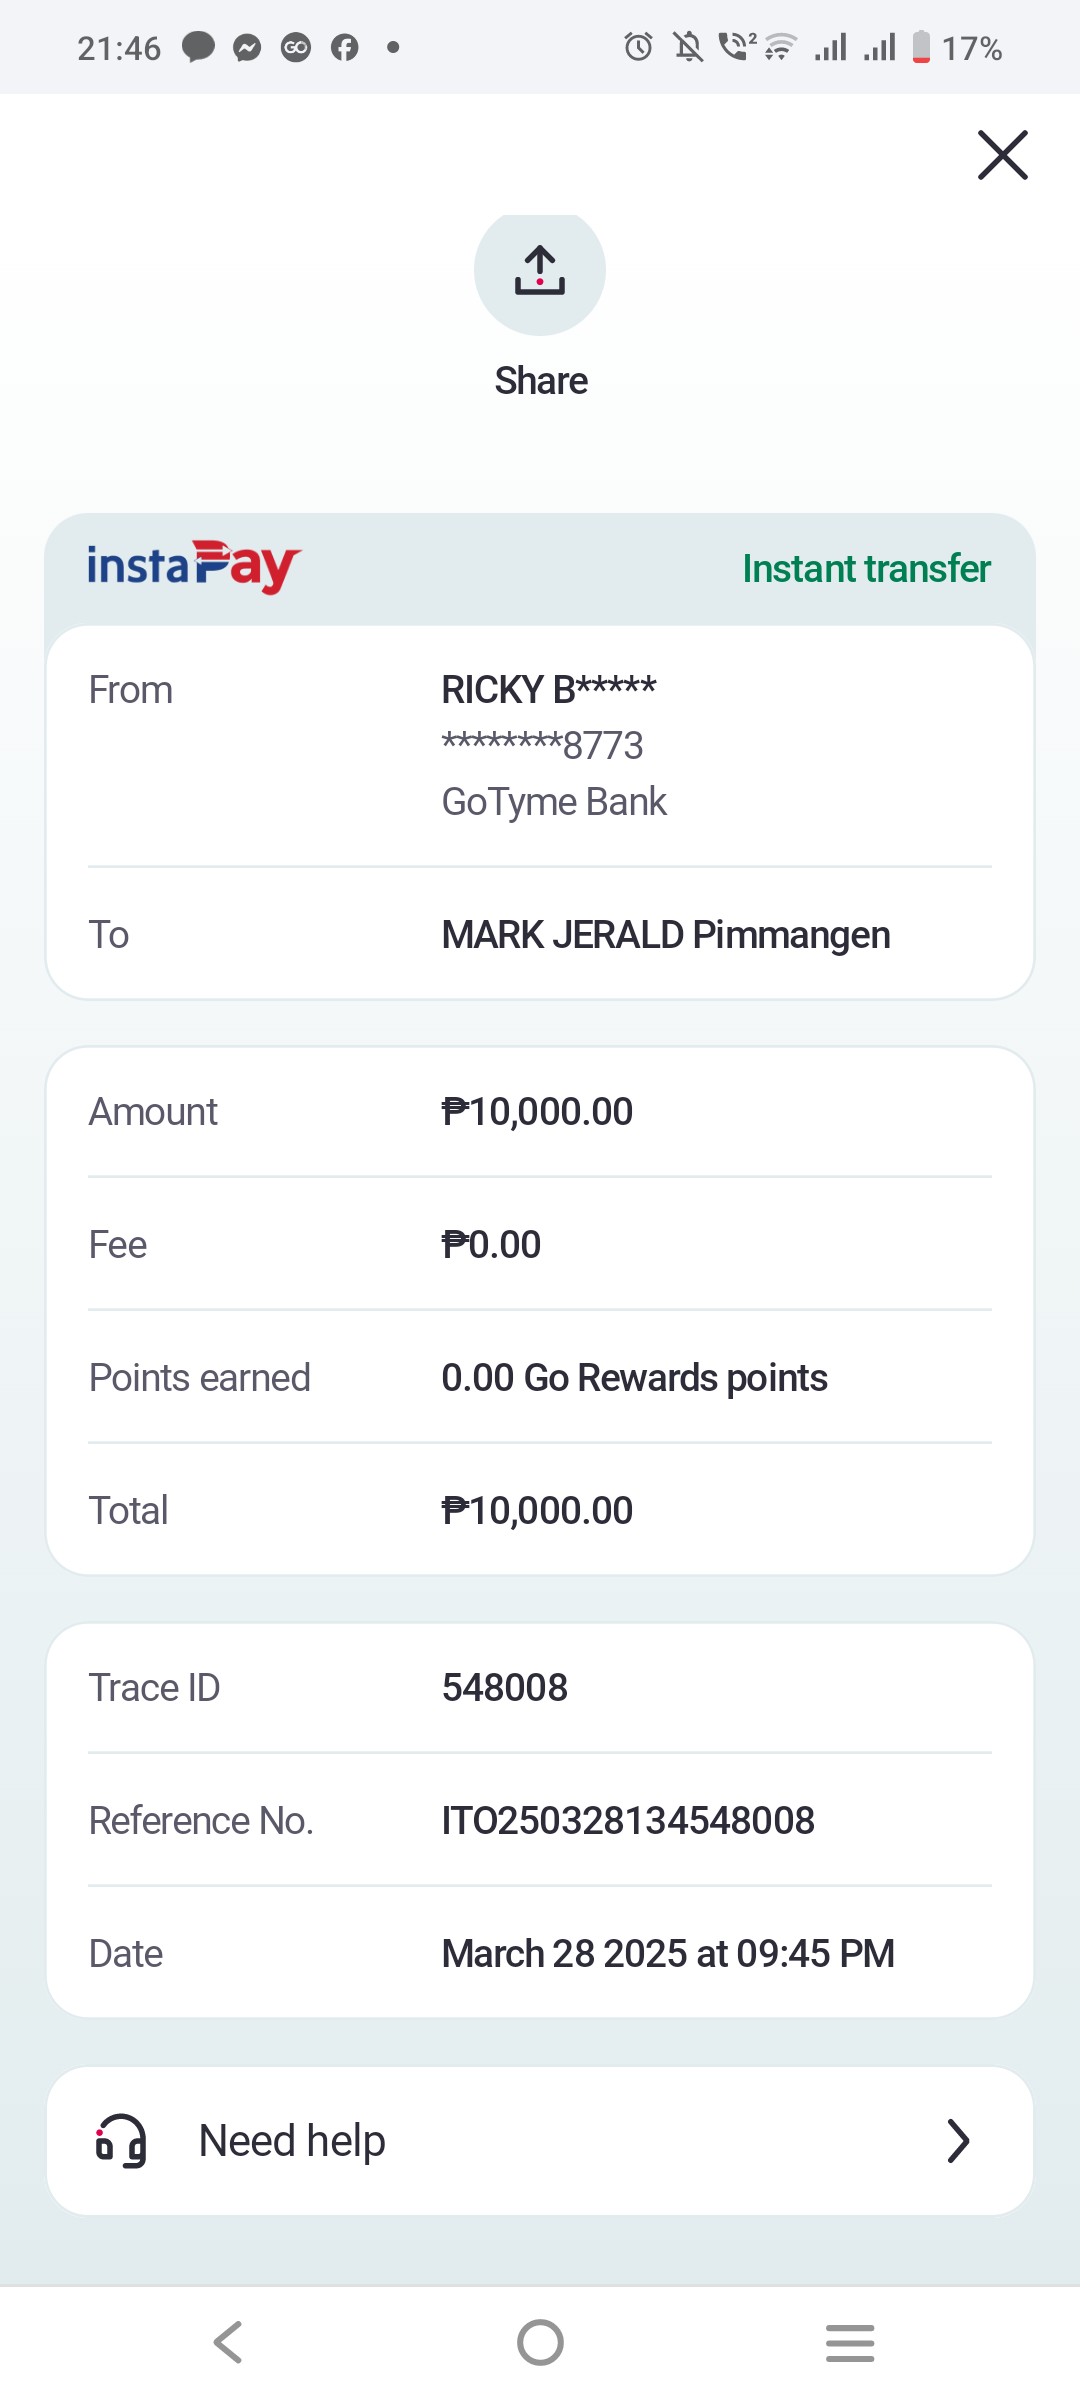 21:46 GO 2 17%
Share
instaPay Instant transfer
From RICKY B*****
********8773
GoTyme Bank
To MARK JERALD Pimmangen
Amount ₱10,000.00
Fee ₱0.00
Points earned 0.00 Go Rewards points
Total ₱10,000.00
Trace ID 548008
Reference No. ITO250328134548008
Date March 28 2025 at 09:45 PM
Need help